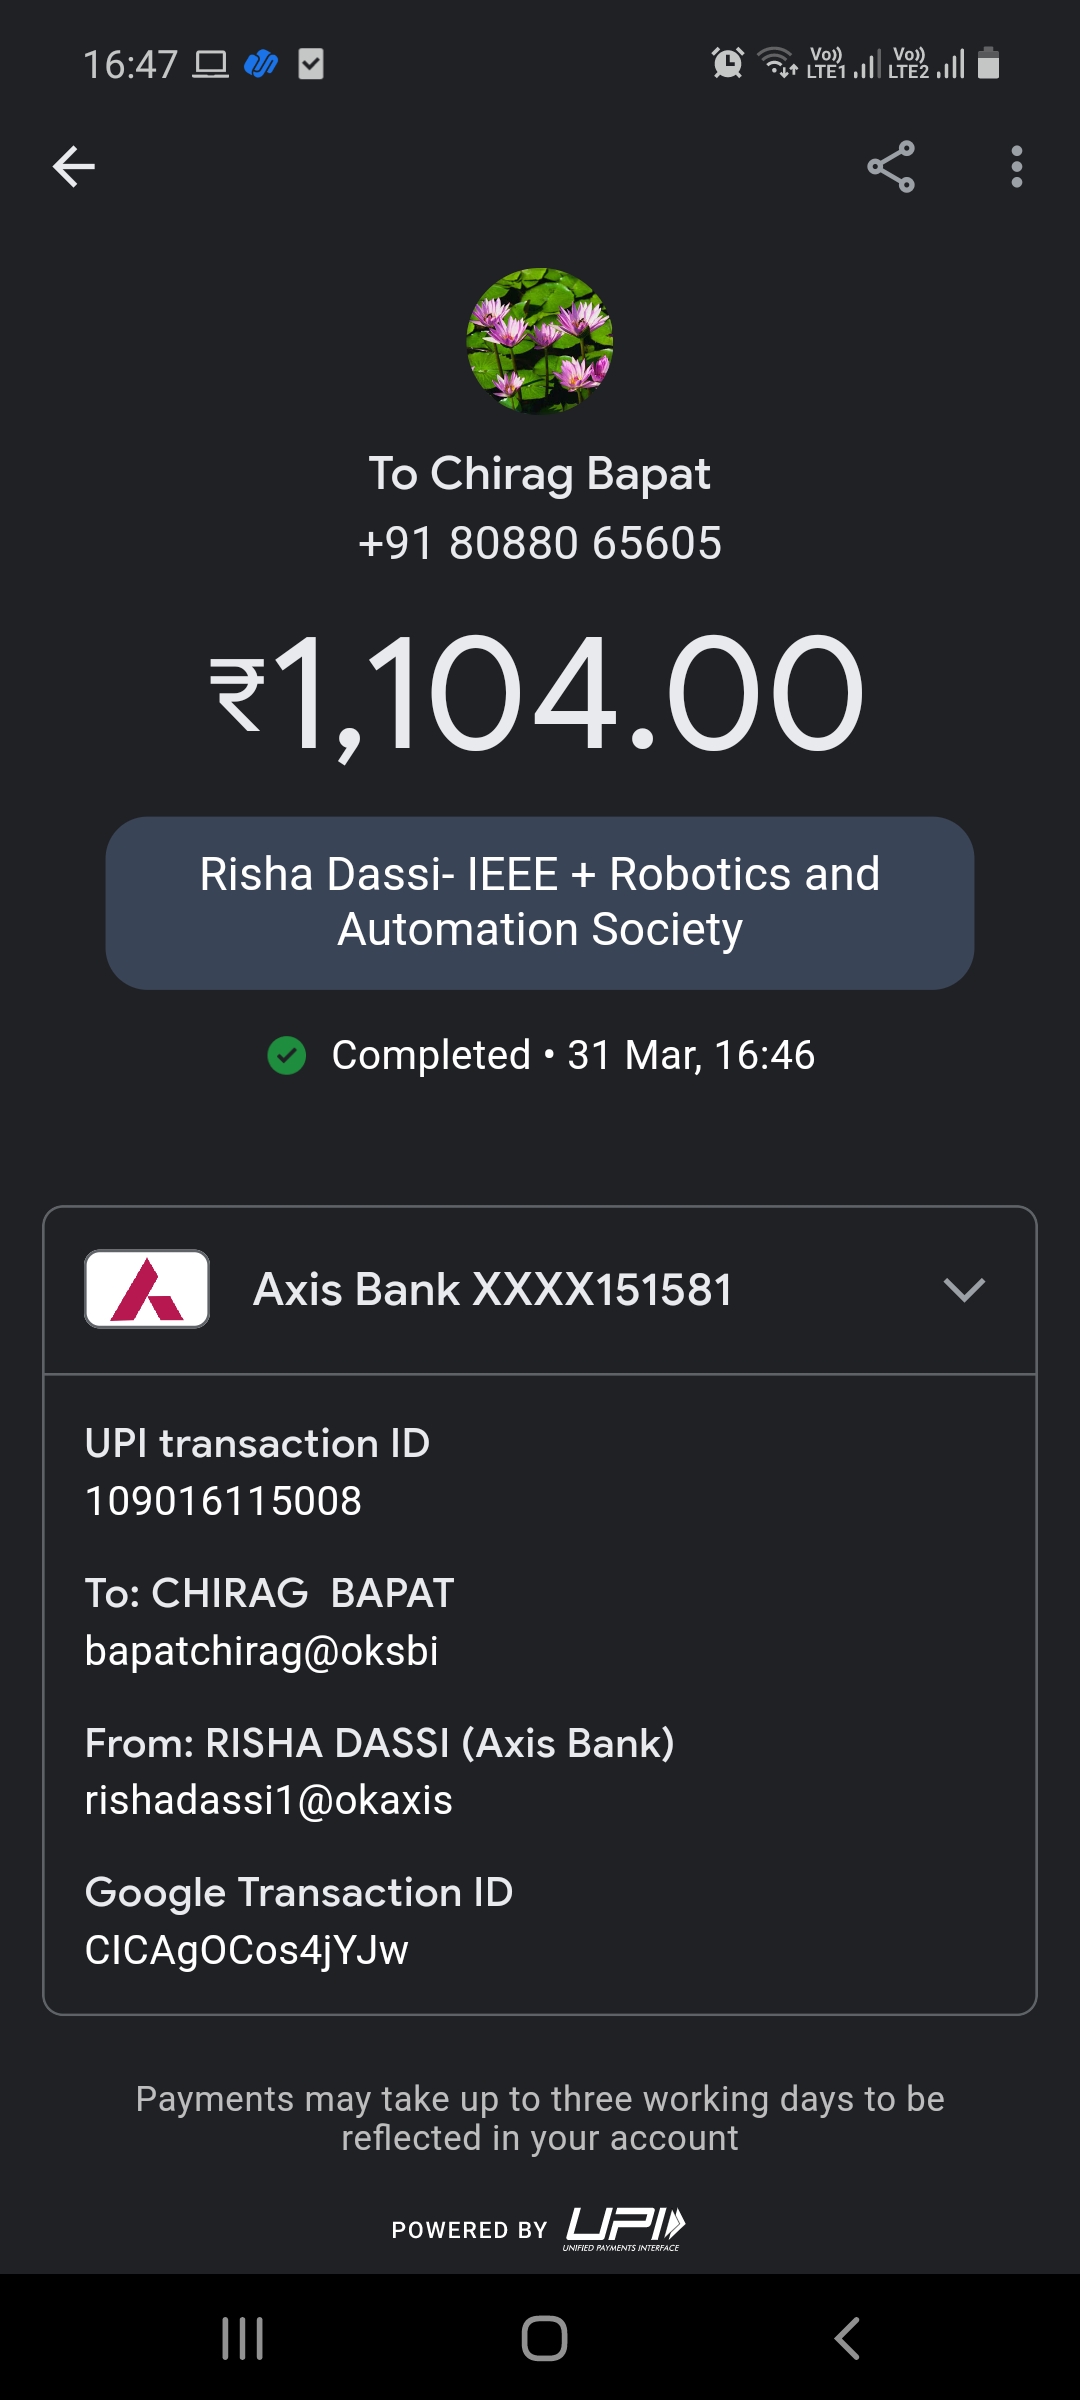 16:47
Vo)) LTE1 Vo)) LTE2
To Chirag Bapat
+91 80880 65605
₹1,104.00
Risha Dassi- IEEE + Robotics and
Automation Society
Completed • 31 Mar, 16:46
Axis Bank XXXX151581
UPI transaction ID
109016115008
To: CHIRAG  BAPAT
bapatchirag@oksbi
From: RISHA DASSI (Axis Bank)
rishadassi1@okaxis
Google Transaction ID
CICAgOCos4jYJw
Payments may take up to three working days to be
reflected in your account
POWERED BY UPI
UNIFIED PAYMENTS INTERFACE